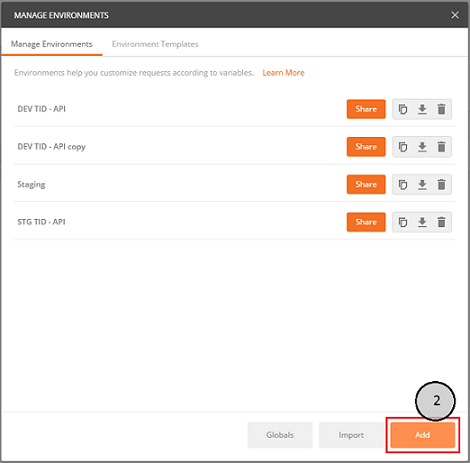 MANAGE ENVIRONMENTS
Manage Environments Environment Templates
Environments help you customize requests according to variables. Learn More
DEV TID - API Share
DEV TID - API copy Share
Staging Share
STG TID - API Share
2
Globals Import Add